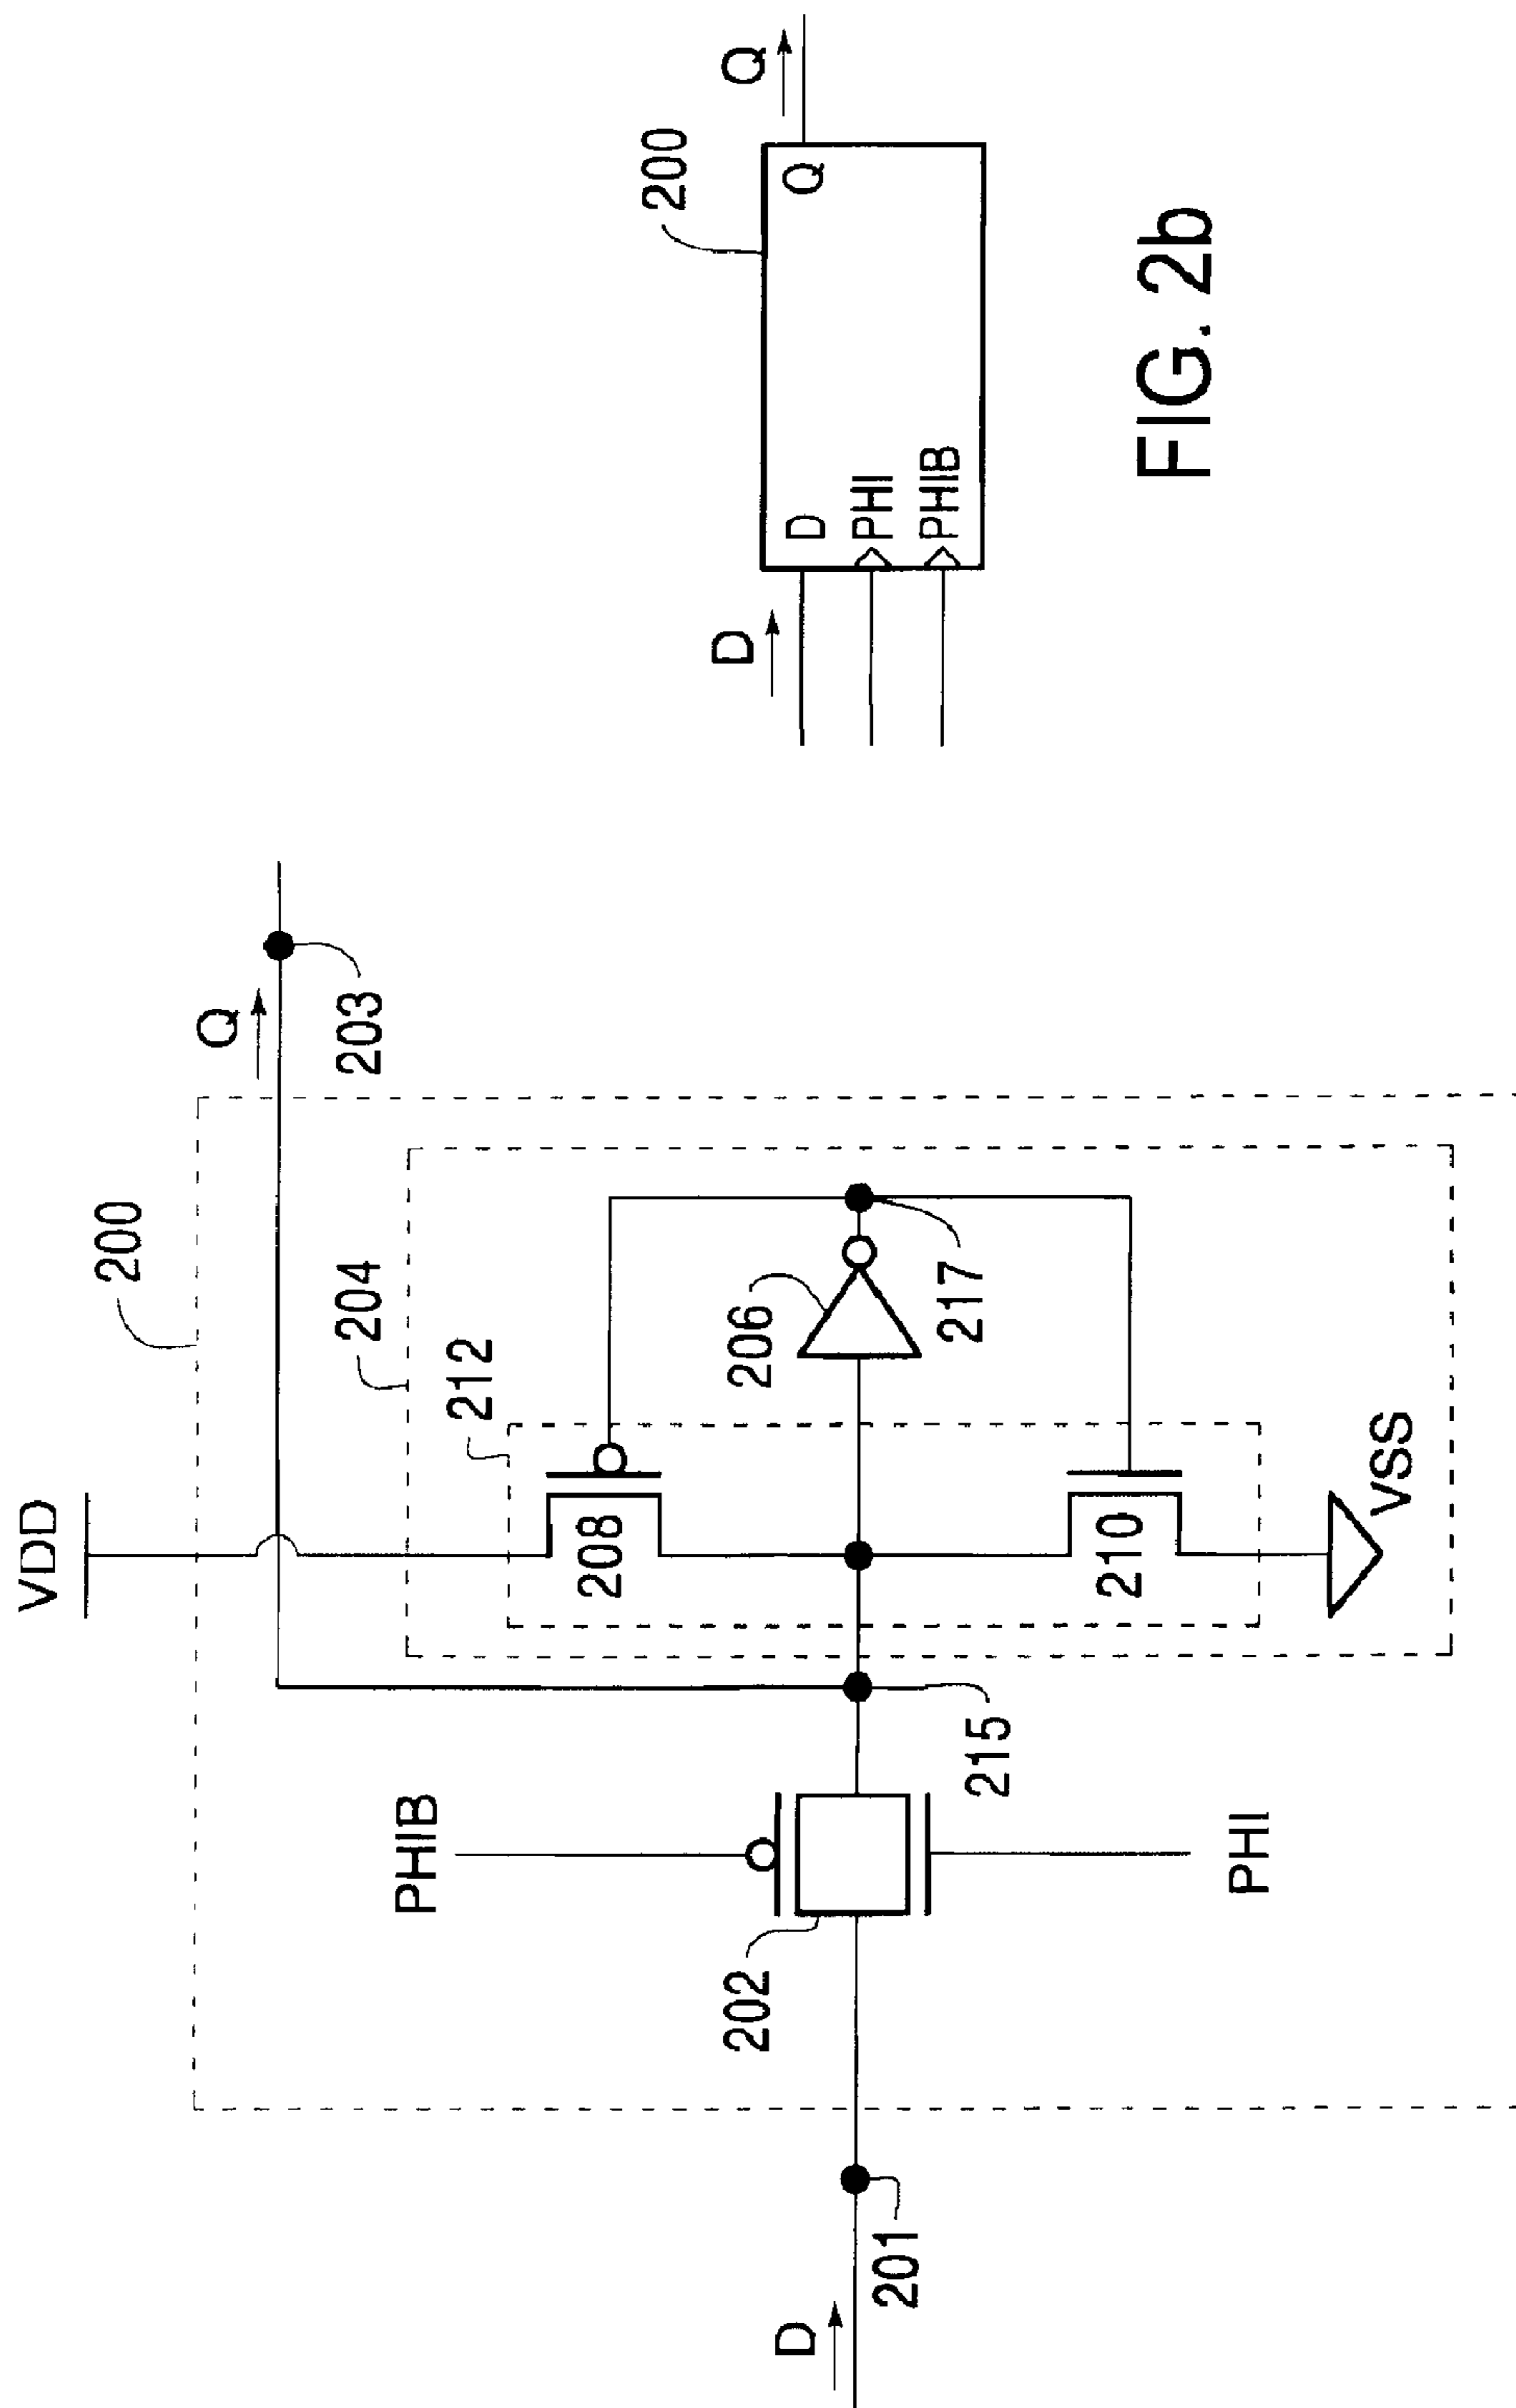 VDD
200
Q
203
204
212
PHIB
208
206
217
202
215
210
VSS
PHI
D
201
200
Q
D
D
Q
PHI
PHIB
FIG. 2b